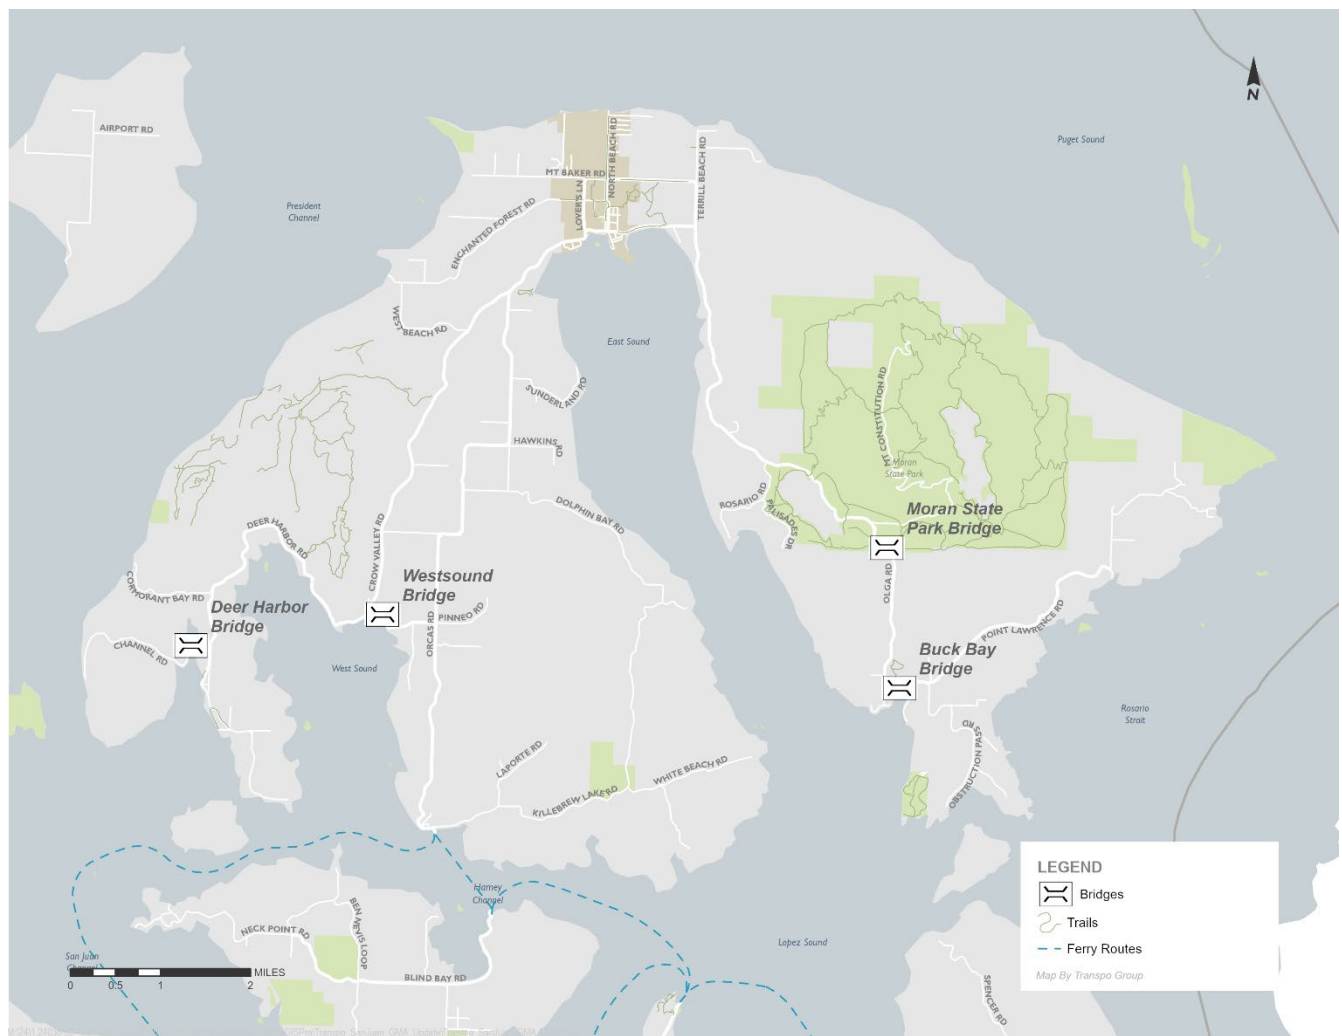 N
AIRPORT RD
Puget Sound
President
Channel
MT BAKER RD
NORTH BEACH RD
LOVER'S LN
TERRILL BEACH RD
ENCHANTED FOREST RD
WEST BEACH RD
East Sound
SUNDERLAND RD
MT CONSTITUTION RD
HAWKINS RD
Moran
State Park
DOLPHIN BAY RD
ROSARIO RD
PALISADES DR
Moran State
Park Bridge
DEER HARBOR RD
CROW VALLEY RD
Westsound
Bridge
OLGA RD
CORMORANT BAY RD
Deer Harbor
Bridge
ORCAS RD
PINNEO RD
POINT LAWRENCE RD
CHANNEL RD
West Sound
Buck Bay
Bridge
Rosario
Strait
OBSTRUCTION PASS RD
LAPORTE RD
WHITE BEACH RD
KILLEBREW LAKE RD
LEGEND
Bridges
Trails
Ferry Routes
Map By Transpo Group
Harney
Channel
BEN NEVIS LOOP
NECK POINT RD
Lopez Sound
San Juan
Channel
BLIND BAY RD
SPENCER RD
MILES
0 0.5 1 2